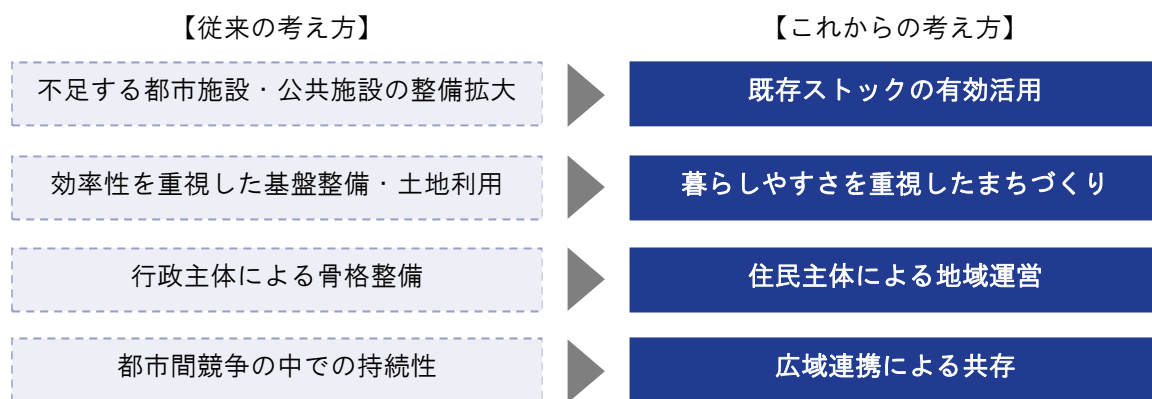 【従来の考え方】
【これからの考え方】
不足する都市施設・公共施設の整備拡大
既存ストックの有効活用
効率性を重視した基盤整備・土地利用
暮らしやすさを重視したまちづくり
行政主体による骨格整備
住民主体による地域運営
都市間競争の中での持続性
広域連携による共存